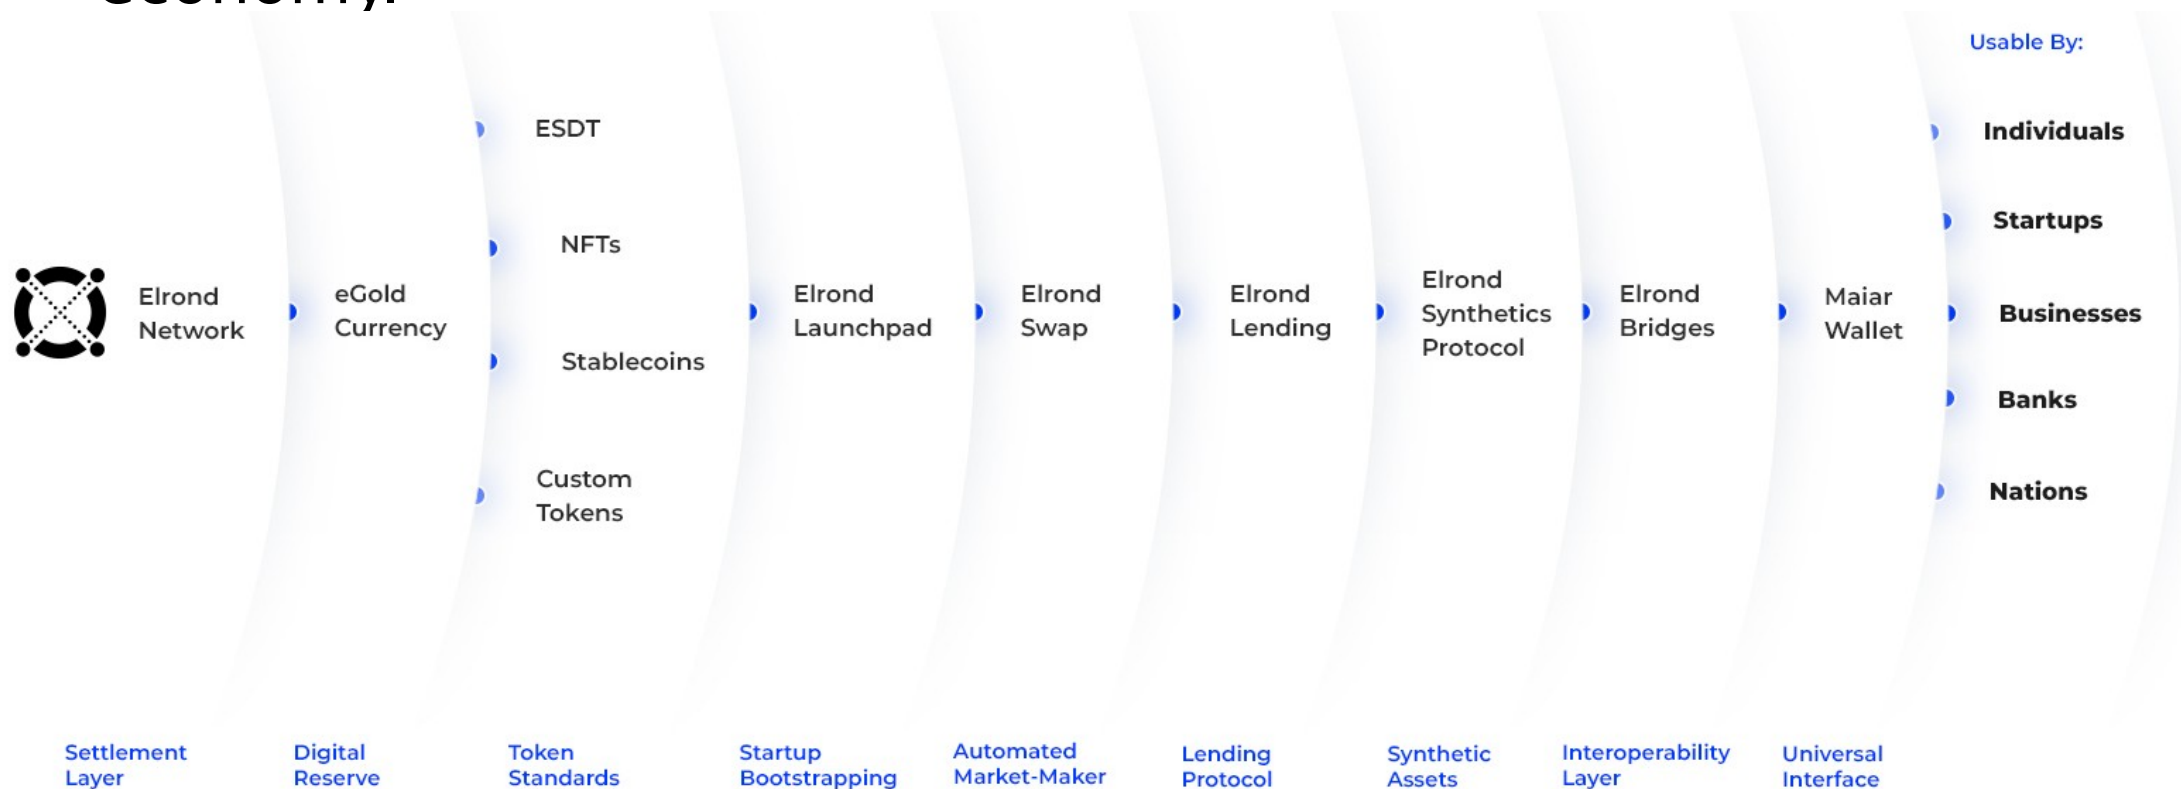 economy.
Usable By:
Elrond
Network
eGold
Currency
ESDT
NFTs
Stablecoins
Custom
Tokens
Elrond
Launchpad
Elrond
Swap
Elrond
Lending
Elrond
Synthetics
Protocol
Elrond
Bridges
Maiar
Wallet
Individuals
Startups
Businesses
Banks
Nations
Settlement
Layer
Digital
Reserve
Token
Standards
Startup
Bootstrapping
Automated
Market-Maker
Lending
Protocol
Synthetic
Assets
Interoperability
Layer
Universal
Interface